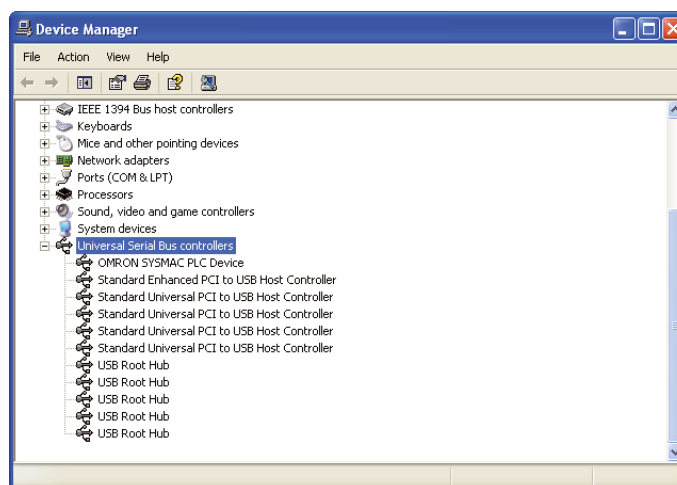 Device Manager
File Action View Help
IEEE 1394 Bus host controllers
Keyboards
Mice and other pointing devices
Network adapters
Ports (COM & LPT)
Processors
Sound, video and game controllers
System devices
Universal Serial Bus controllers
OMRON SYSMAC PLC Device
Standard Enhanced PCI to USB Host Controller
Standard Universal PCI to USB Host Controller
Standard Universal PCI to USB Host Controller
Standard Universal PCI to USB Host Controller
Standard Universal PCI to USB Host Controller
USB Root Hub
USB Root Hub
USB Root Hub
USB Root Hub
USB Root Hub